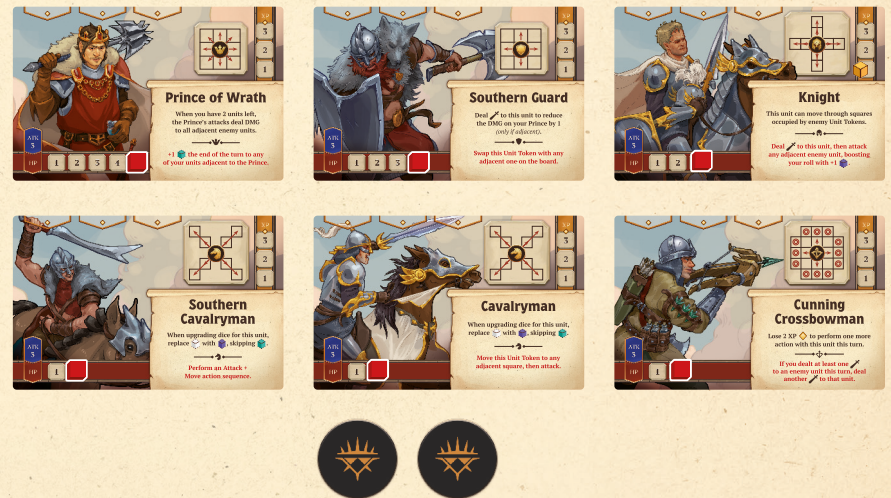 XP
3
2
1
Prince of Wrath
When you have 2 units left,
the Prince's attacks deal DMG
to all adjacent enemy units.
+1 the end of the turn to any
of your units adjacent to the Prince.
ATK
3
HP
1 2 3 4
XP
3
2
1
Southern Guard
Deal to this unit to reduce
the DMG on your Prince by 1
(only if adjacent).
Swap this Unit Token with any
adjacent one on the board.
ATK
3
HP
1 2 3
XP
3
2
1
Knight
This unit can move through squares
occupied by enemy Unit Tokens.
Deal to this unit, then attack
any adjacent enemy unit, boosting
your roll with +1 .
ATK
3
HP
1 2
XP
3
2
1
Southern
Cavalryman
When upgrading dice for this unit,
replace with , skipping .
Perform an Attack +
Move action sequence.
ATK
3
HP
1
XP
3
2
1
Cavalryman
When upgrading dice for this unit,
replace with , skipping .
Move this Unit Token to any
adjacent square, then attack.
ATK
3
HP
1
XP
3
2
1
Cunning
Crossbowman
Lose 2 XP to perform one more
action with this unit this turn.
If you dealt at least one
to an enemy unit this turn, deal
another to that unit.
ATK
3
HP
1